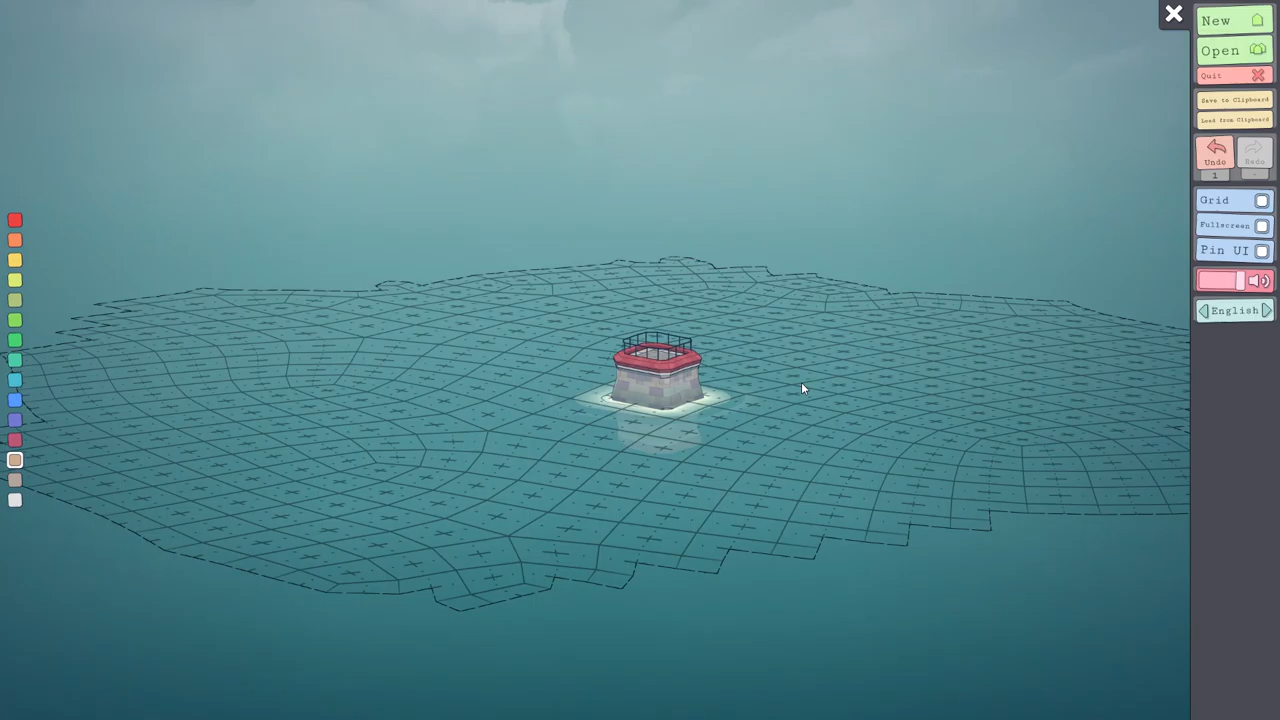 New
Open
Quit
Save to Clipboard
Load from Clipboard
Undo
Redo
1
-
Grid
Fullscreen
Pin UI
English